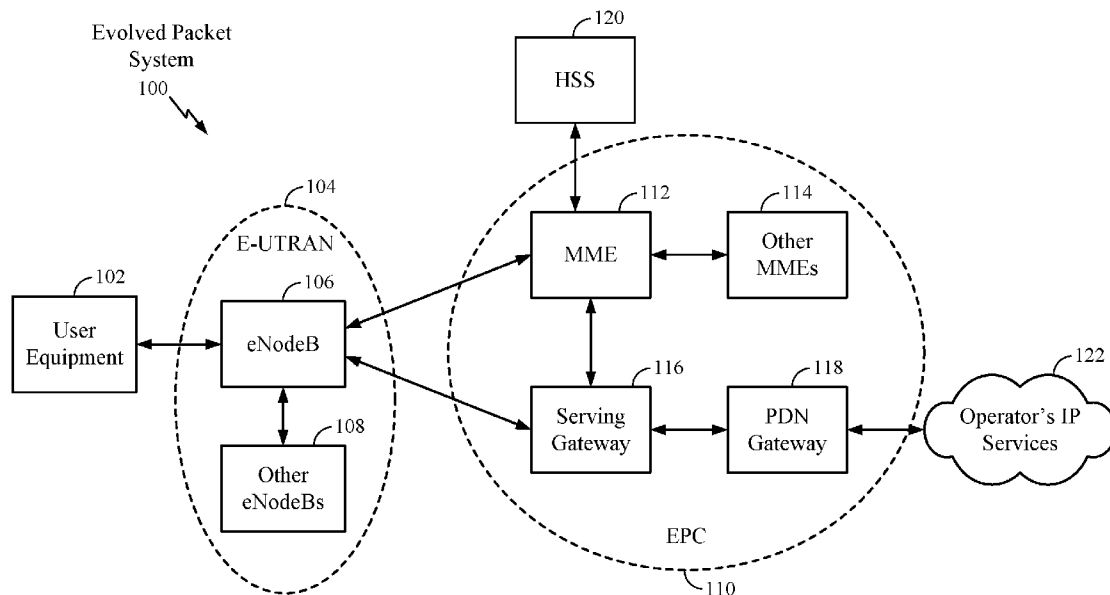 Evolved Packet
System
100
120
HSS
104
E-UTRAN
102
User
Equipment
106
eNodeB
108
Other
eNodeBs
112
MME
114
Other
MMEs
116
Serving
Gateway
118
PDN
Gateway
EPC
110
122
Operator's IP
Services